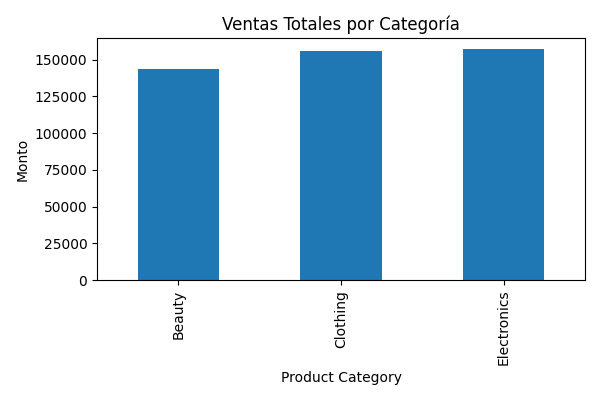 Ventas Totales por Categoría
Monto
150000
125000
100000
75000
50000
25000
0
Beauty
Clothing
Electronics
Product Category